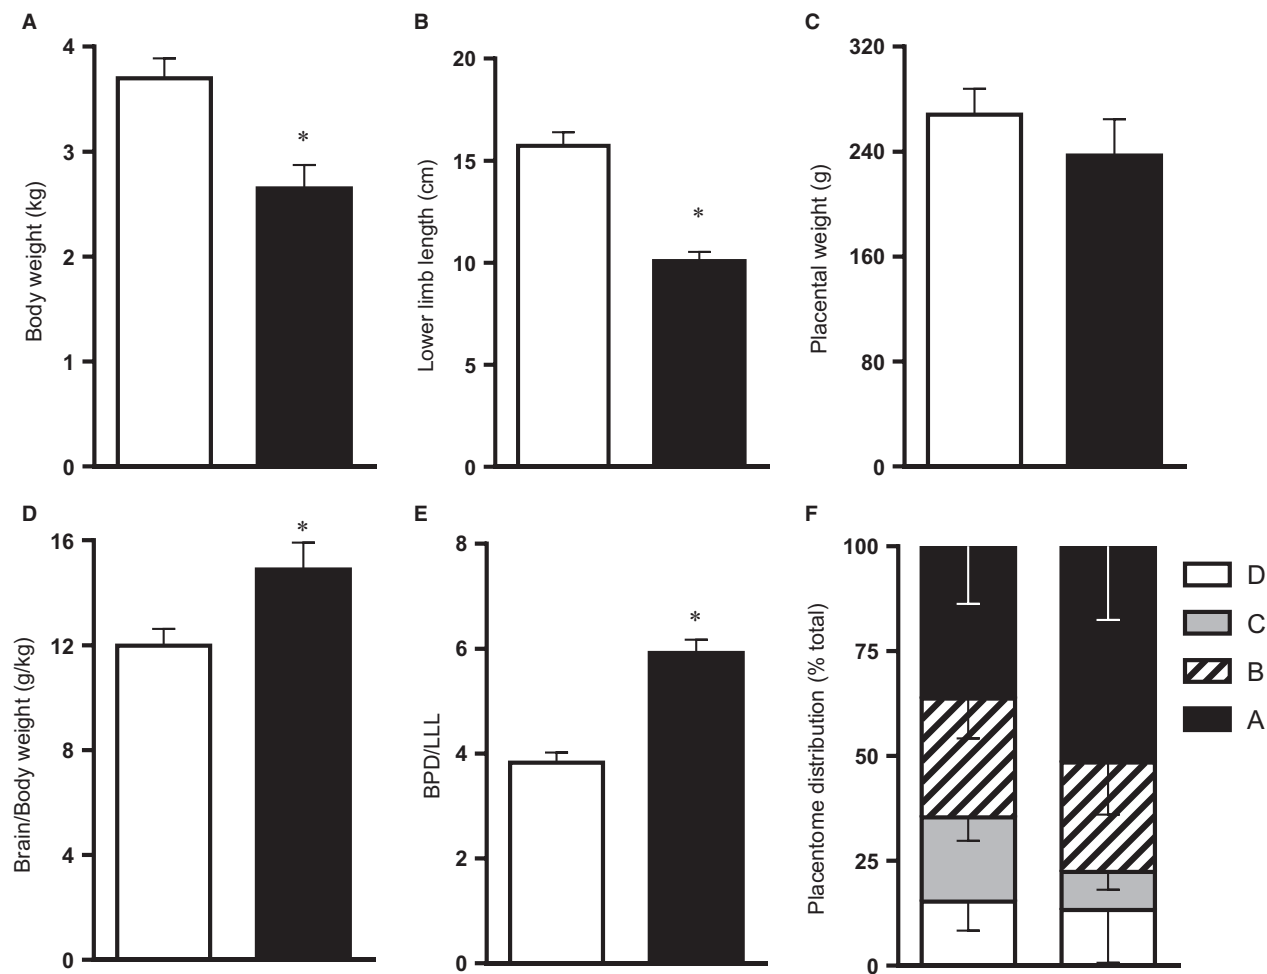 A
4
3
2
1
0
Body weight (kg)
*
B
20
15
10
5
0
Lower limb length (cm)
*
C
320
240
160
80
0
Placental weight (g)
D
16
12
8
4
0
Brain/Body weight (g/kg)
*
E
8
6
4
2
0
BPD/LLL
*
F
100
75
50
25
0
Placentome distribution (% total)
D
C
B
A